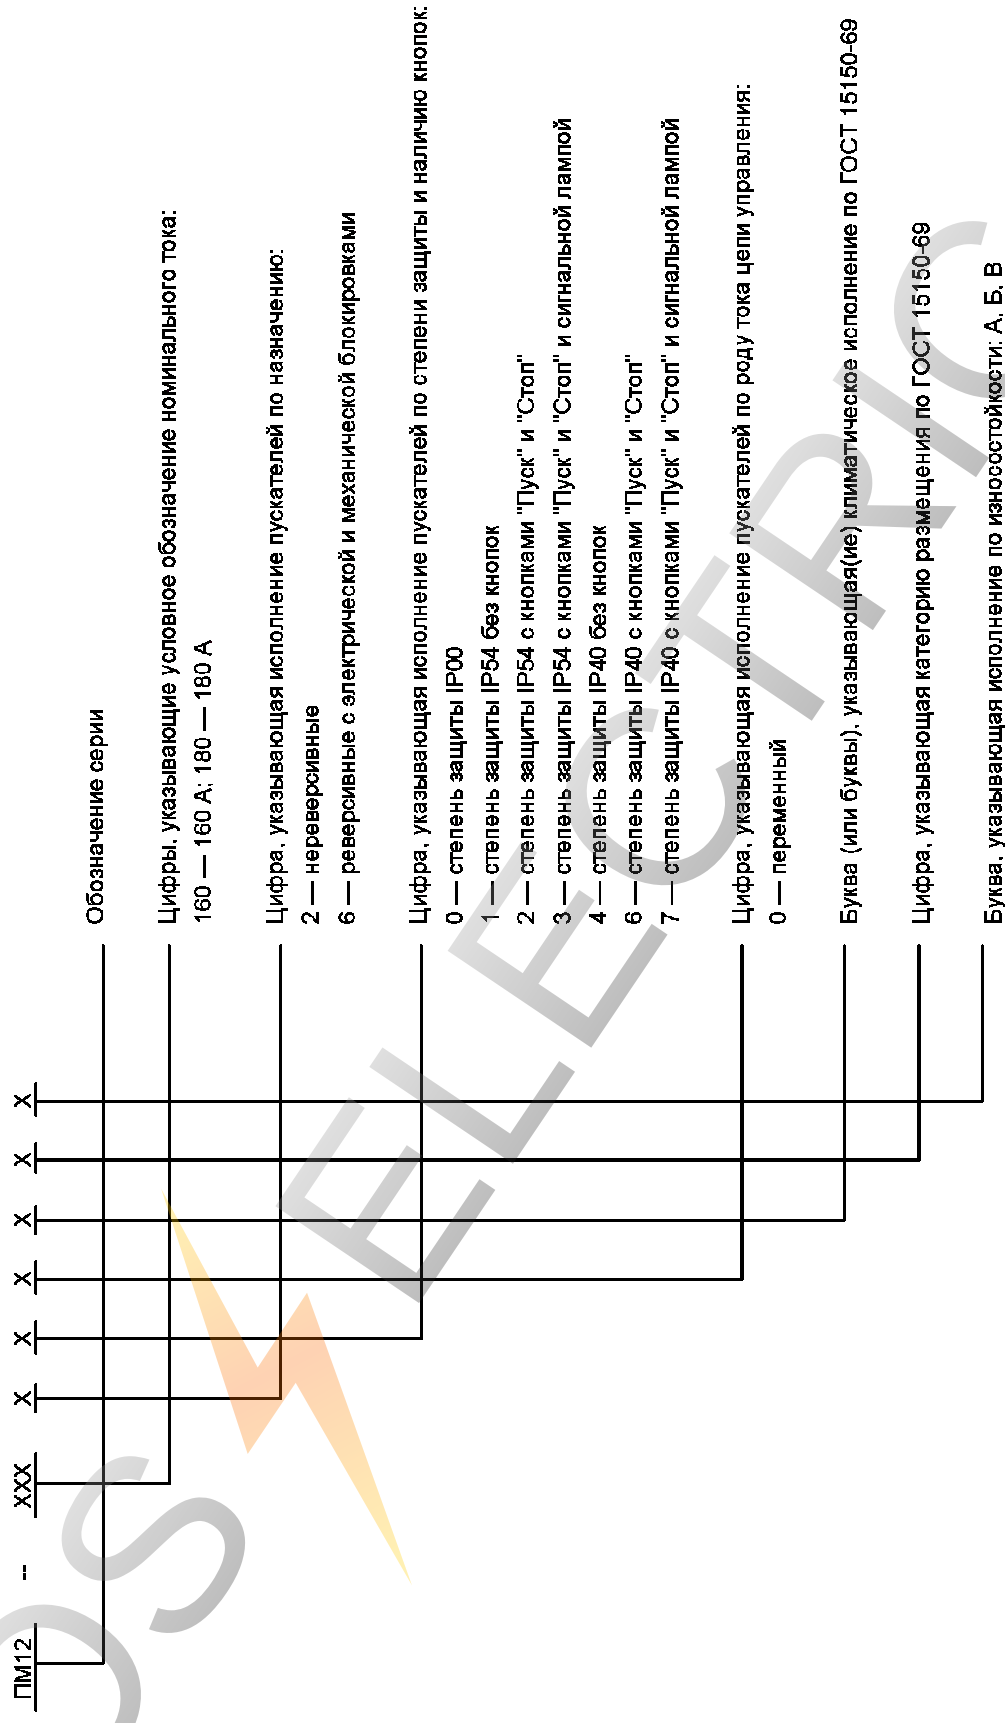 ПМ12 -- XXX X X X X X X
Обозначение серии
Цифры, указывающие условное обозначение номинального тока:
160 — 160 А; 180 — 180 А
Цифра, указывающая исполнение пускателей по назначению:
2 — нереверсивные
6 — реверсивные с электрической и механической блокировками
Цифра, указывающая исполнение пускателей по степени защиты и наличию кнопок:
0 — степень защиты IP00
1 — степень защиты IP54 без кнопок
2 — степень защиты IP54 с кнопками "Пуск" и "Стоп"
3 — степень защиты IP54 с кнопками "Пуск" и "Стоп" и сигнальной лампой
4 — степень защиты IP40 без кнопок
6 — степень защиты IP40 с кнопками "Пуск" и "Стоп"
7 — степень защиты IP40 с кнопками "Пуск" и "Стоп" и сигнальной лампой
Цифра, указывающая исполнение пускателей по роду тока цепи управления:
0 — переменный
Буква (или буквы), указывающая(ие) климатическое исполнение по ГОСТ 15150-69
Цифра, указывающая категорию размещения по ГОСТ 15150-69
Буква, указывающая исполнение по износостойкости: А, Б, В
OS ELECTRIC